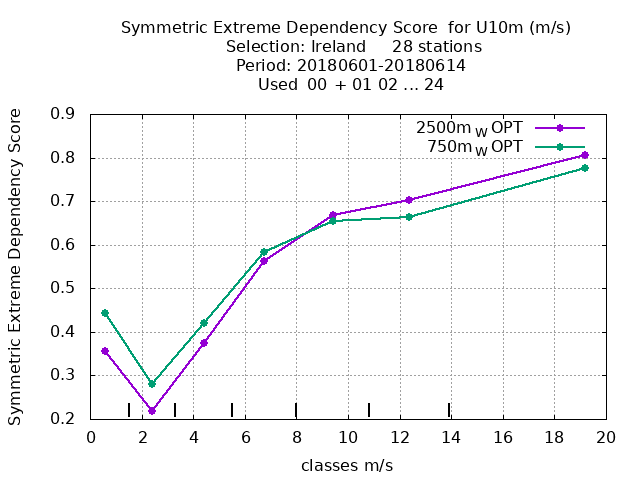 Symmetric Extreme Dependency Score  for U10m (m/s)
Selection: Ireland     28 stations
Period: 20180601-20180614
Used  00  + 01 02 ... 24
2500m W OPT
750m W OPT
Symmetric Extreme Dependency Score
0.9
0.8
0.7
0.6
0.5
0.4
0.3
0.2
0 2 4 6 8 10 12 14 16 18 20
classes m/s